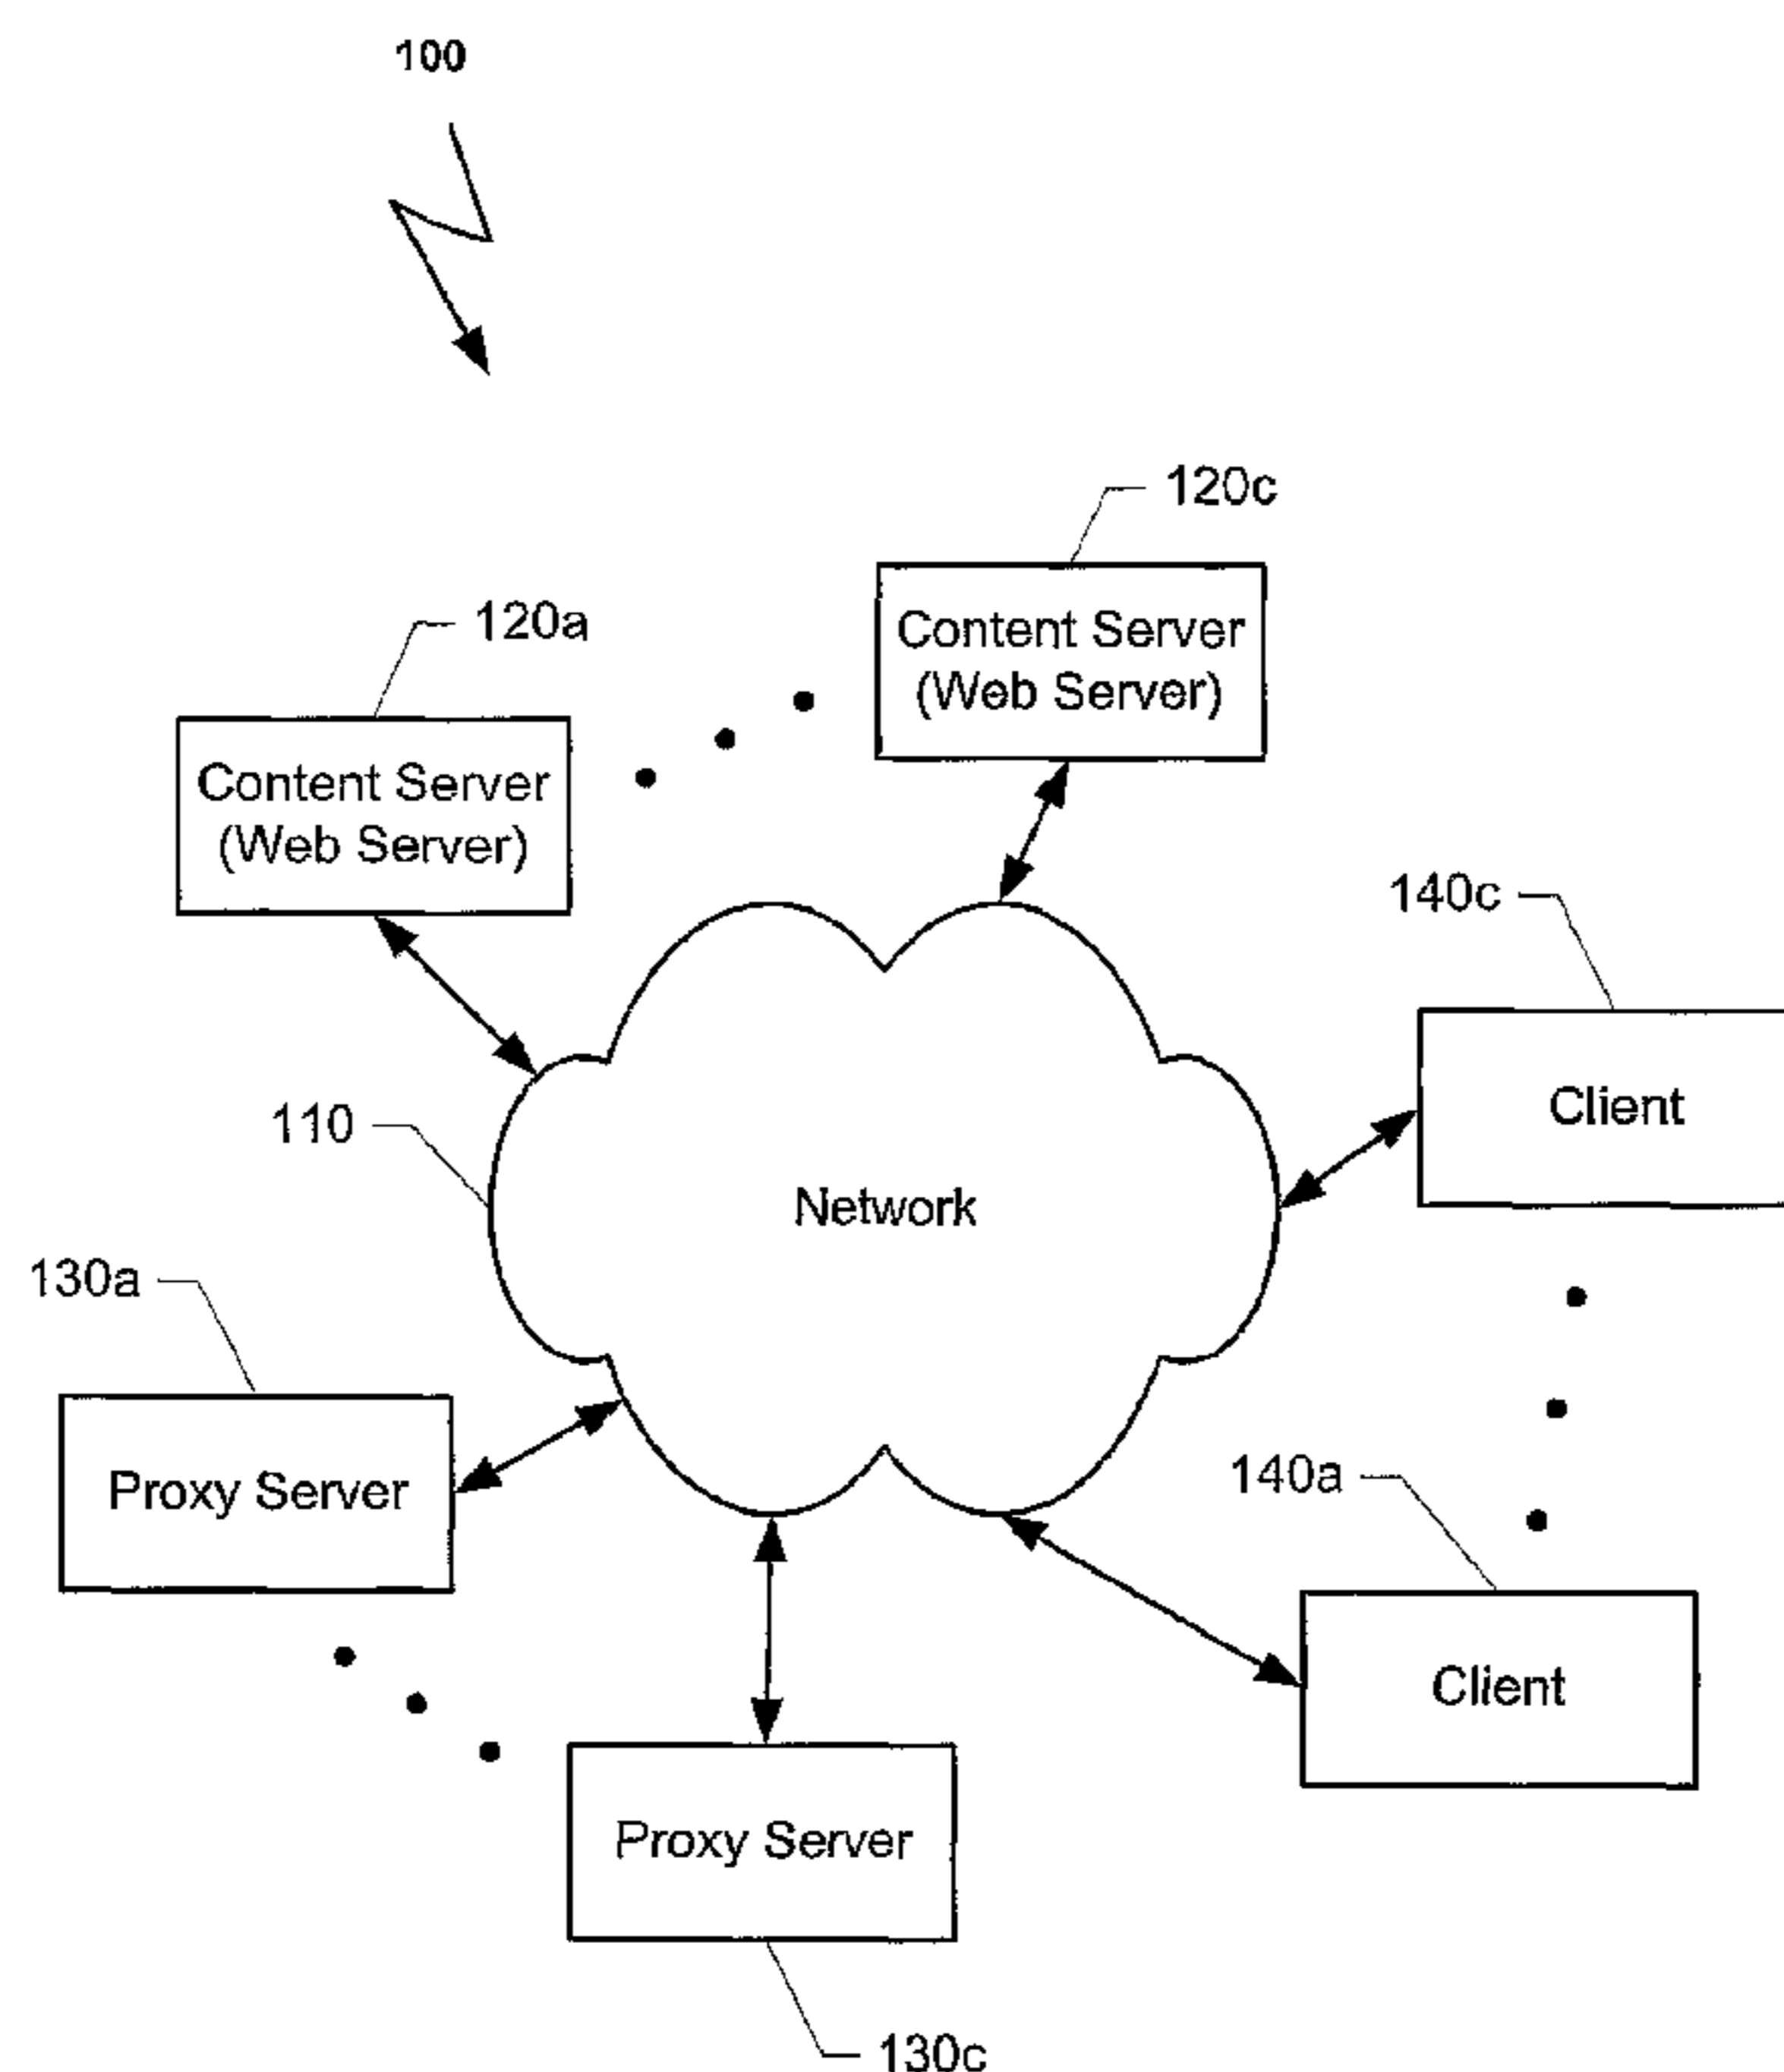 100
120c
Content Server
(Web Server)
120a
Content Server
(Web Server)
140c
Client
110
Network
130a
Proxy Server
140a
Client
Proxy Server
130c